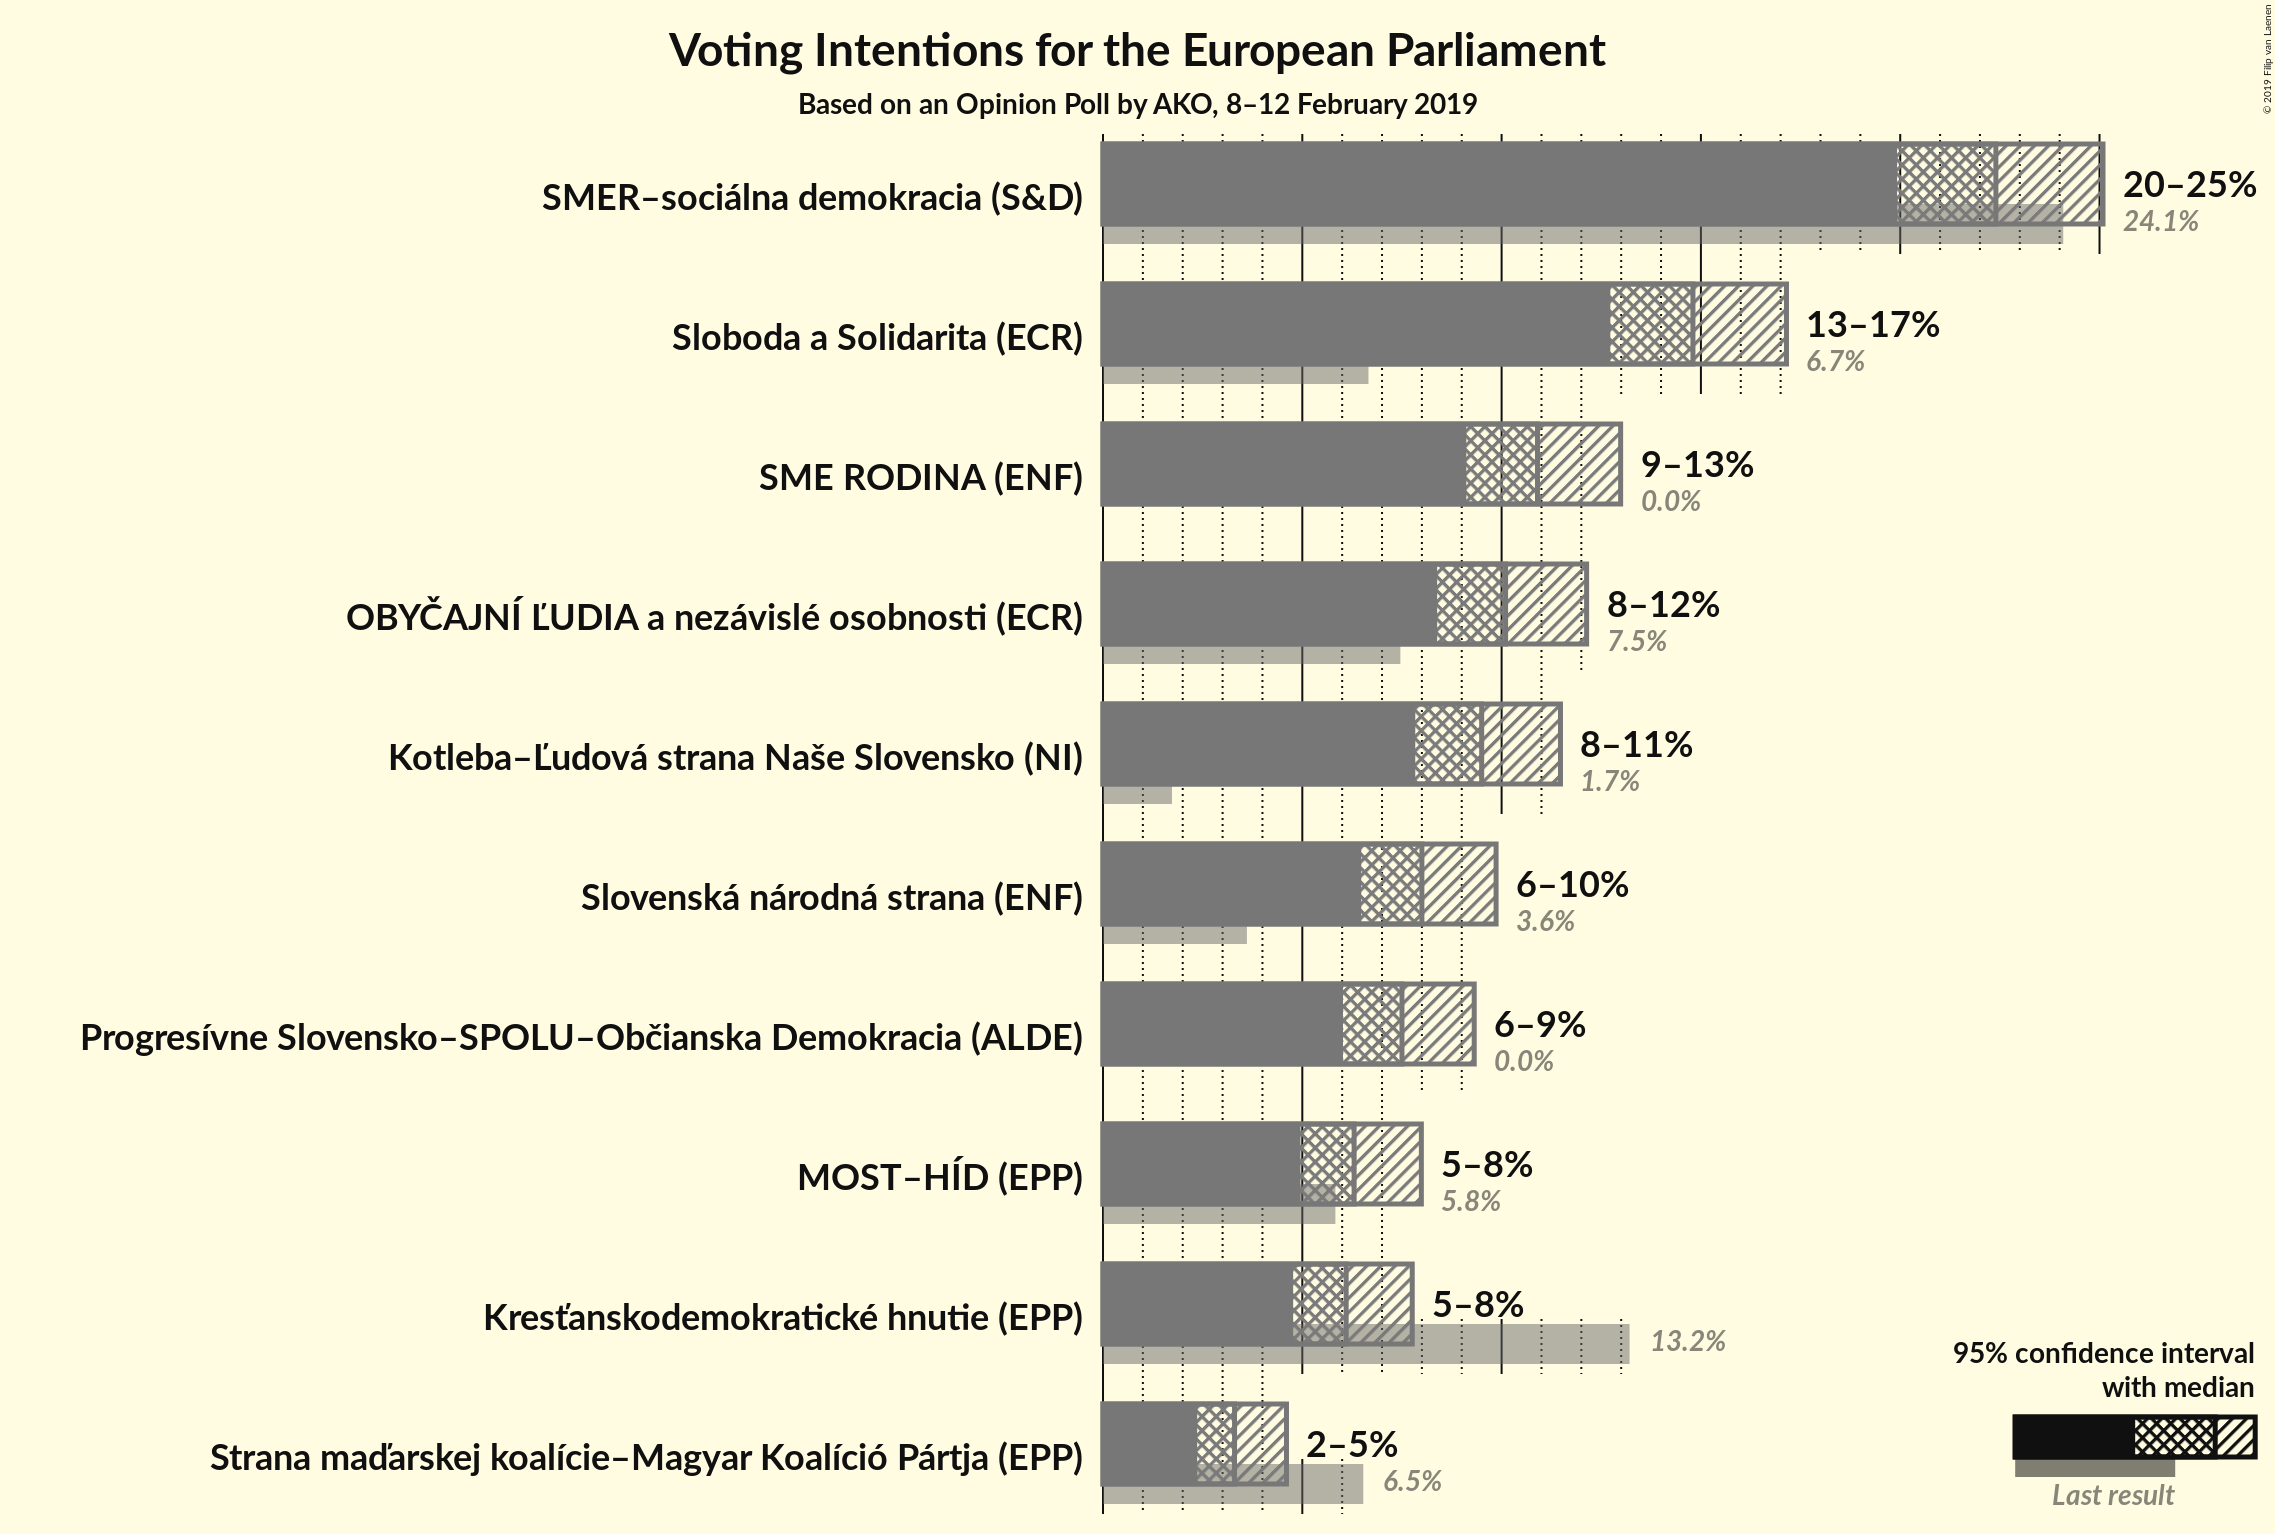 Voting Intentions for the European Parliament
Based on an Opinion Poll by AKO, 8–12 February 2019
© 2019 Filip van Laenen
SMER–sociálna demokracia (S&D)
20–25%
24.1%
Sloboda a Solidarita (ECR)
13–17%
6.7%
SME RODINA (ENF)
9–13%
0.0%
OBYČAJNÍ ĽUDIA a nezávislé osobnosti (ECR)
8–12%
7.5%
Kotleba–Ľudová strana Naše Slovensko (NI)
8–11%
1.7%
Slovenská národná strana (ENF)
6–10%
3.6%
Progresívne Slovensko–SPOLU–Občianska Demokracia (ALDE)
6–9%
0.0%
MOST–HÍD (EPP)
5–8%
5.8%
Kresťanskodemokratické hnutie (EPP)
5–8%
13.2%
Strana maďarskej koalície–Magyar Koalíció Pártja (EPP)
2–5%
6.5%
95% confidence interval
with median
Last result